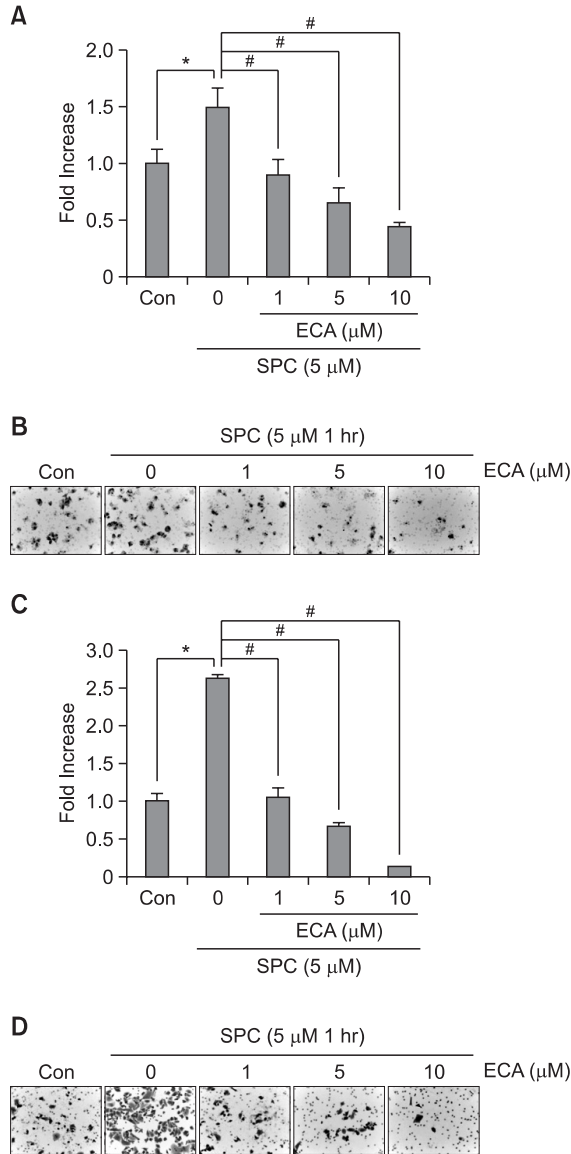 A
#
#
* #
2.0
1.5
1.0
0.5
0
Fold Increase
Con 0 1 5 10
ECA (μM)
SPC (5 μM)
B
SPC (5 μM 1 hr)
Con 0 1 5 10 ECA (μM)
C
#
#
* #
3.0
2.5
2.0
1.5
1.0
0.5
0
Fold Increase
Con 0 1 5 10
ECA (μM)
SPC (5 μM)
D
SPC (5 μM 1 hr)
Con 0 1 5 10 ECA (μM)